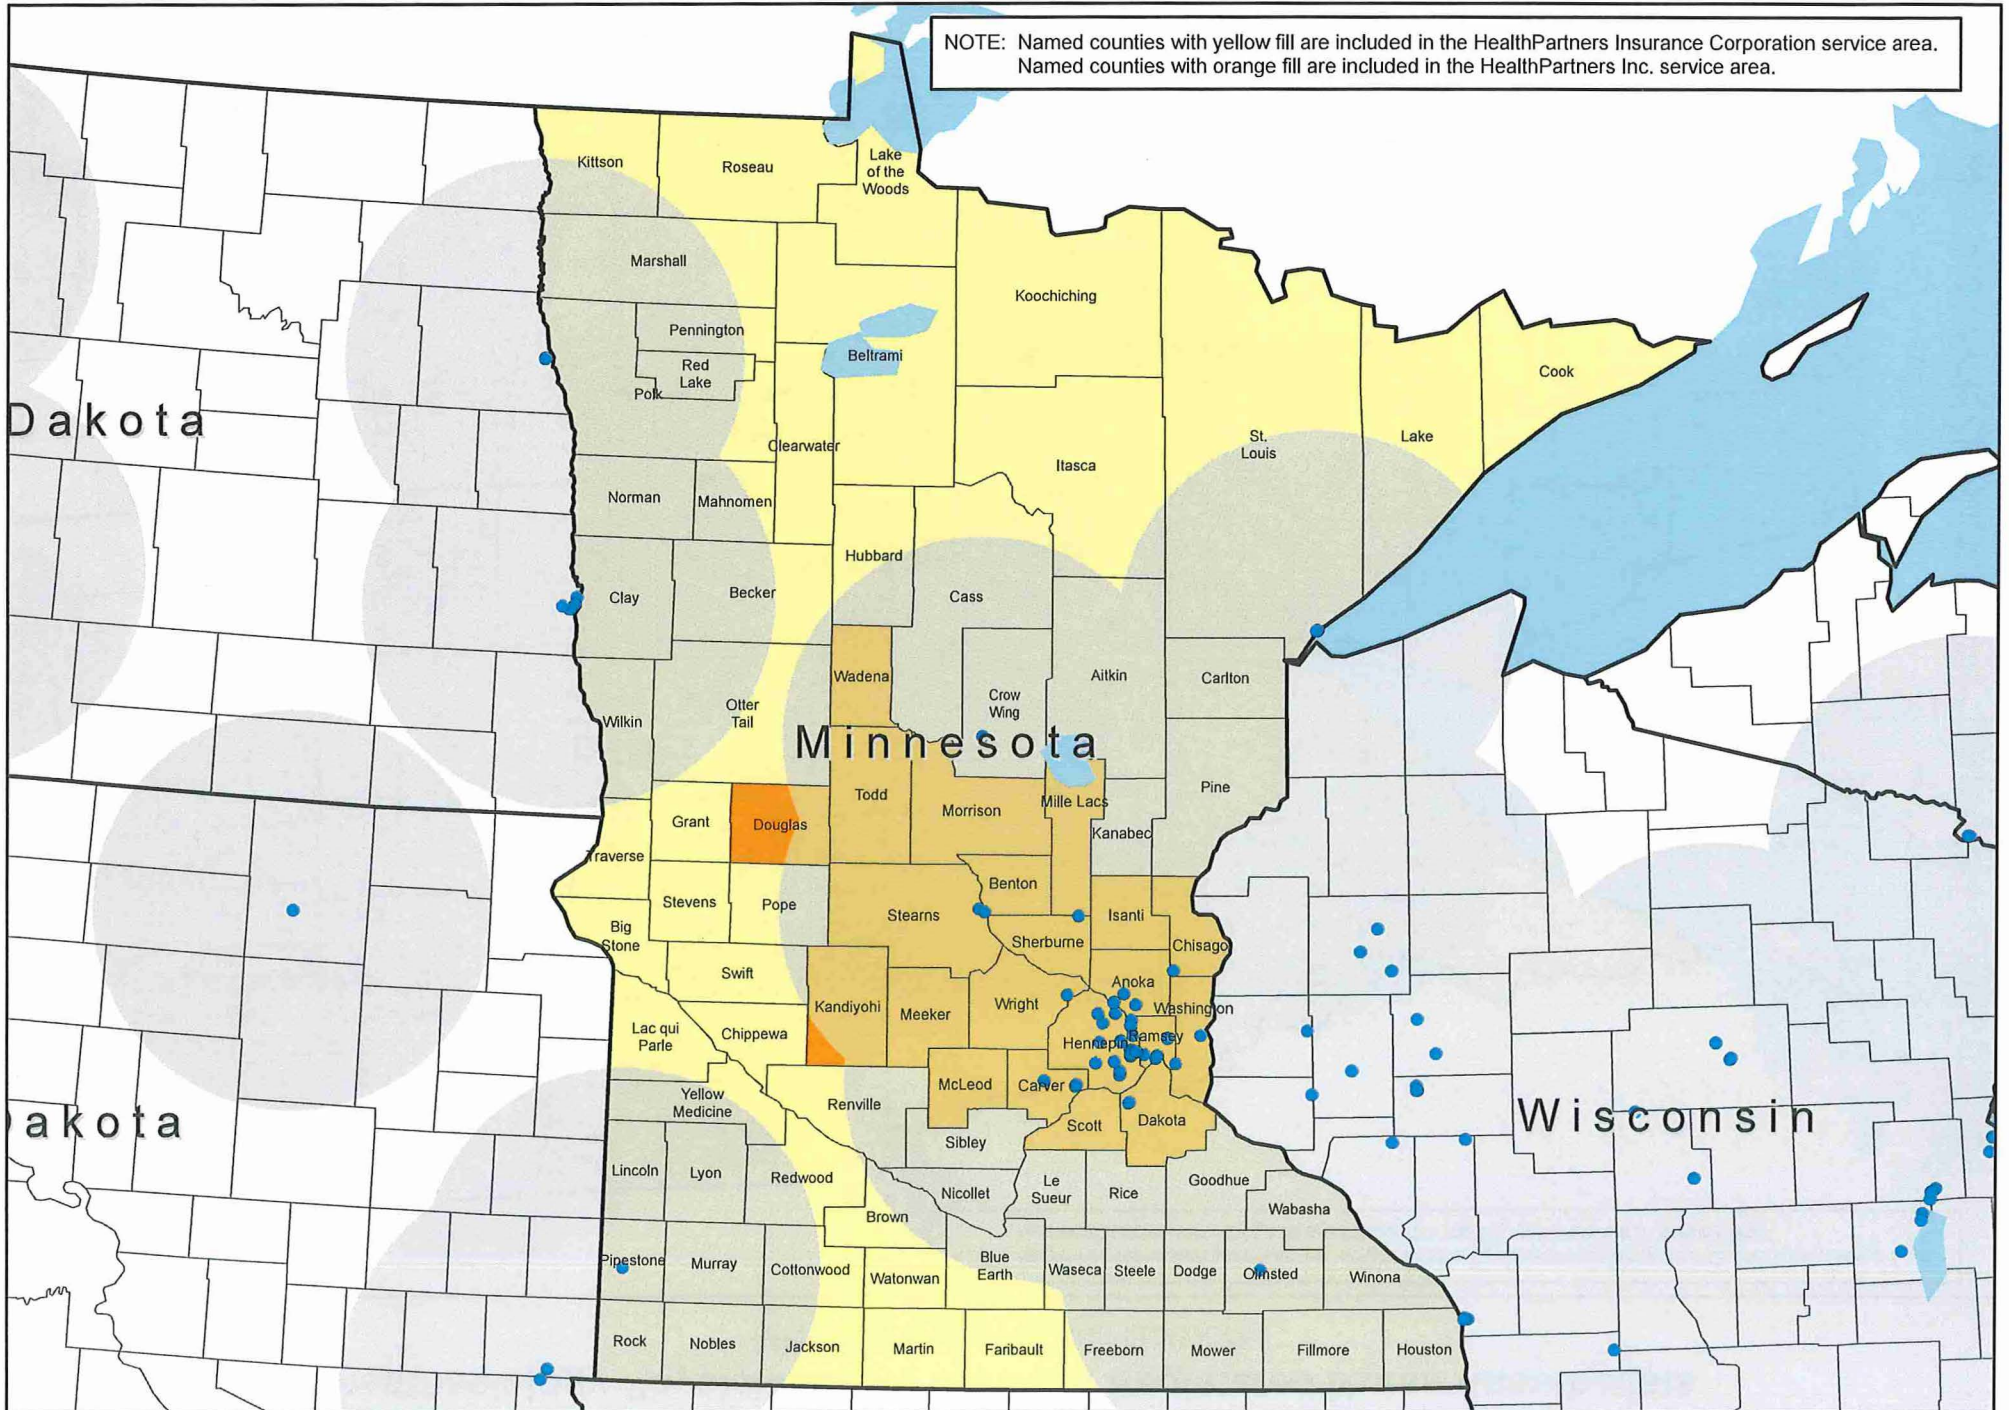 NOTE: Named counties with yellow fill are included in the HealthPartners Insurance Corporation service area.
Named counties with orange fill are included in the HealthPartners Inc. service area.
Kittson
Roseau
Lake
of the
Woods
Marshall
Koochiching
Pennington
Beltrami
Red
Lake
Polk
Cook
Dakota
Clearwater
St.
Louis
Lake
Itasca
Norman
Mahnomen
Hubbard
Clay
Becker
Cass
Wadena
Aitkin
Carlton
Otter
Tail
Crow
Wing
Wilkin
Minnesota
Todd
Morrison
Mille Lacs
Pine
Grant
Douglas
Kanabec
Traverse
Benton
Stevens
Pope
Stearns
Isanti
Big
Stone
Sherburne
Chisago
Swift
Anoka
Kandiyohi
Meeker
Wright
Washington
Lac qui
Parle
Chippewa
Hennepin
Ramsey
McLeod
Carver
Yellow
Medicine
Renville
akota
Scott
Dakota
Wisconsin
Sibley
Lincoln
Lyon
Redwood
Nicollet
Le
Sueur
Rice
Goodhue
Wabasha
Brown
Pipestone
Murray
Cottonwood
Watonwan
Blue
Earth
Waseca
Steele
Dodge
Olmsted
Winona
Rock
Nobles
Jackson
Martin
Faribault
Freeborn
Mower
Fillmore
Houston